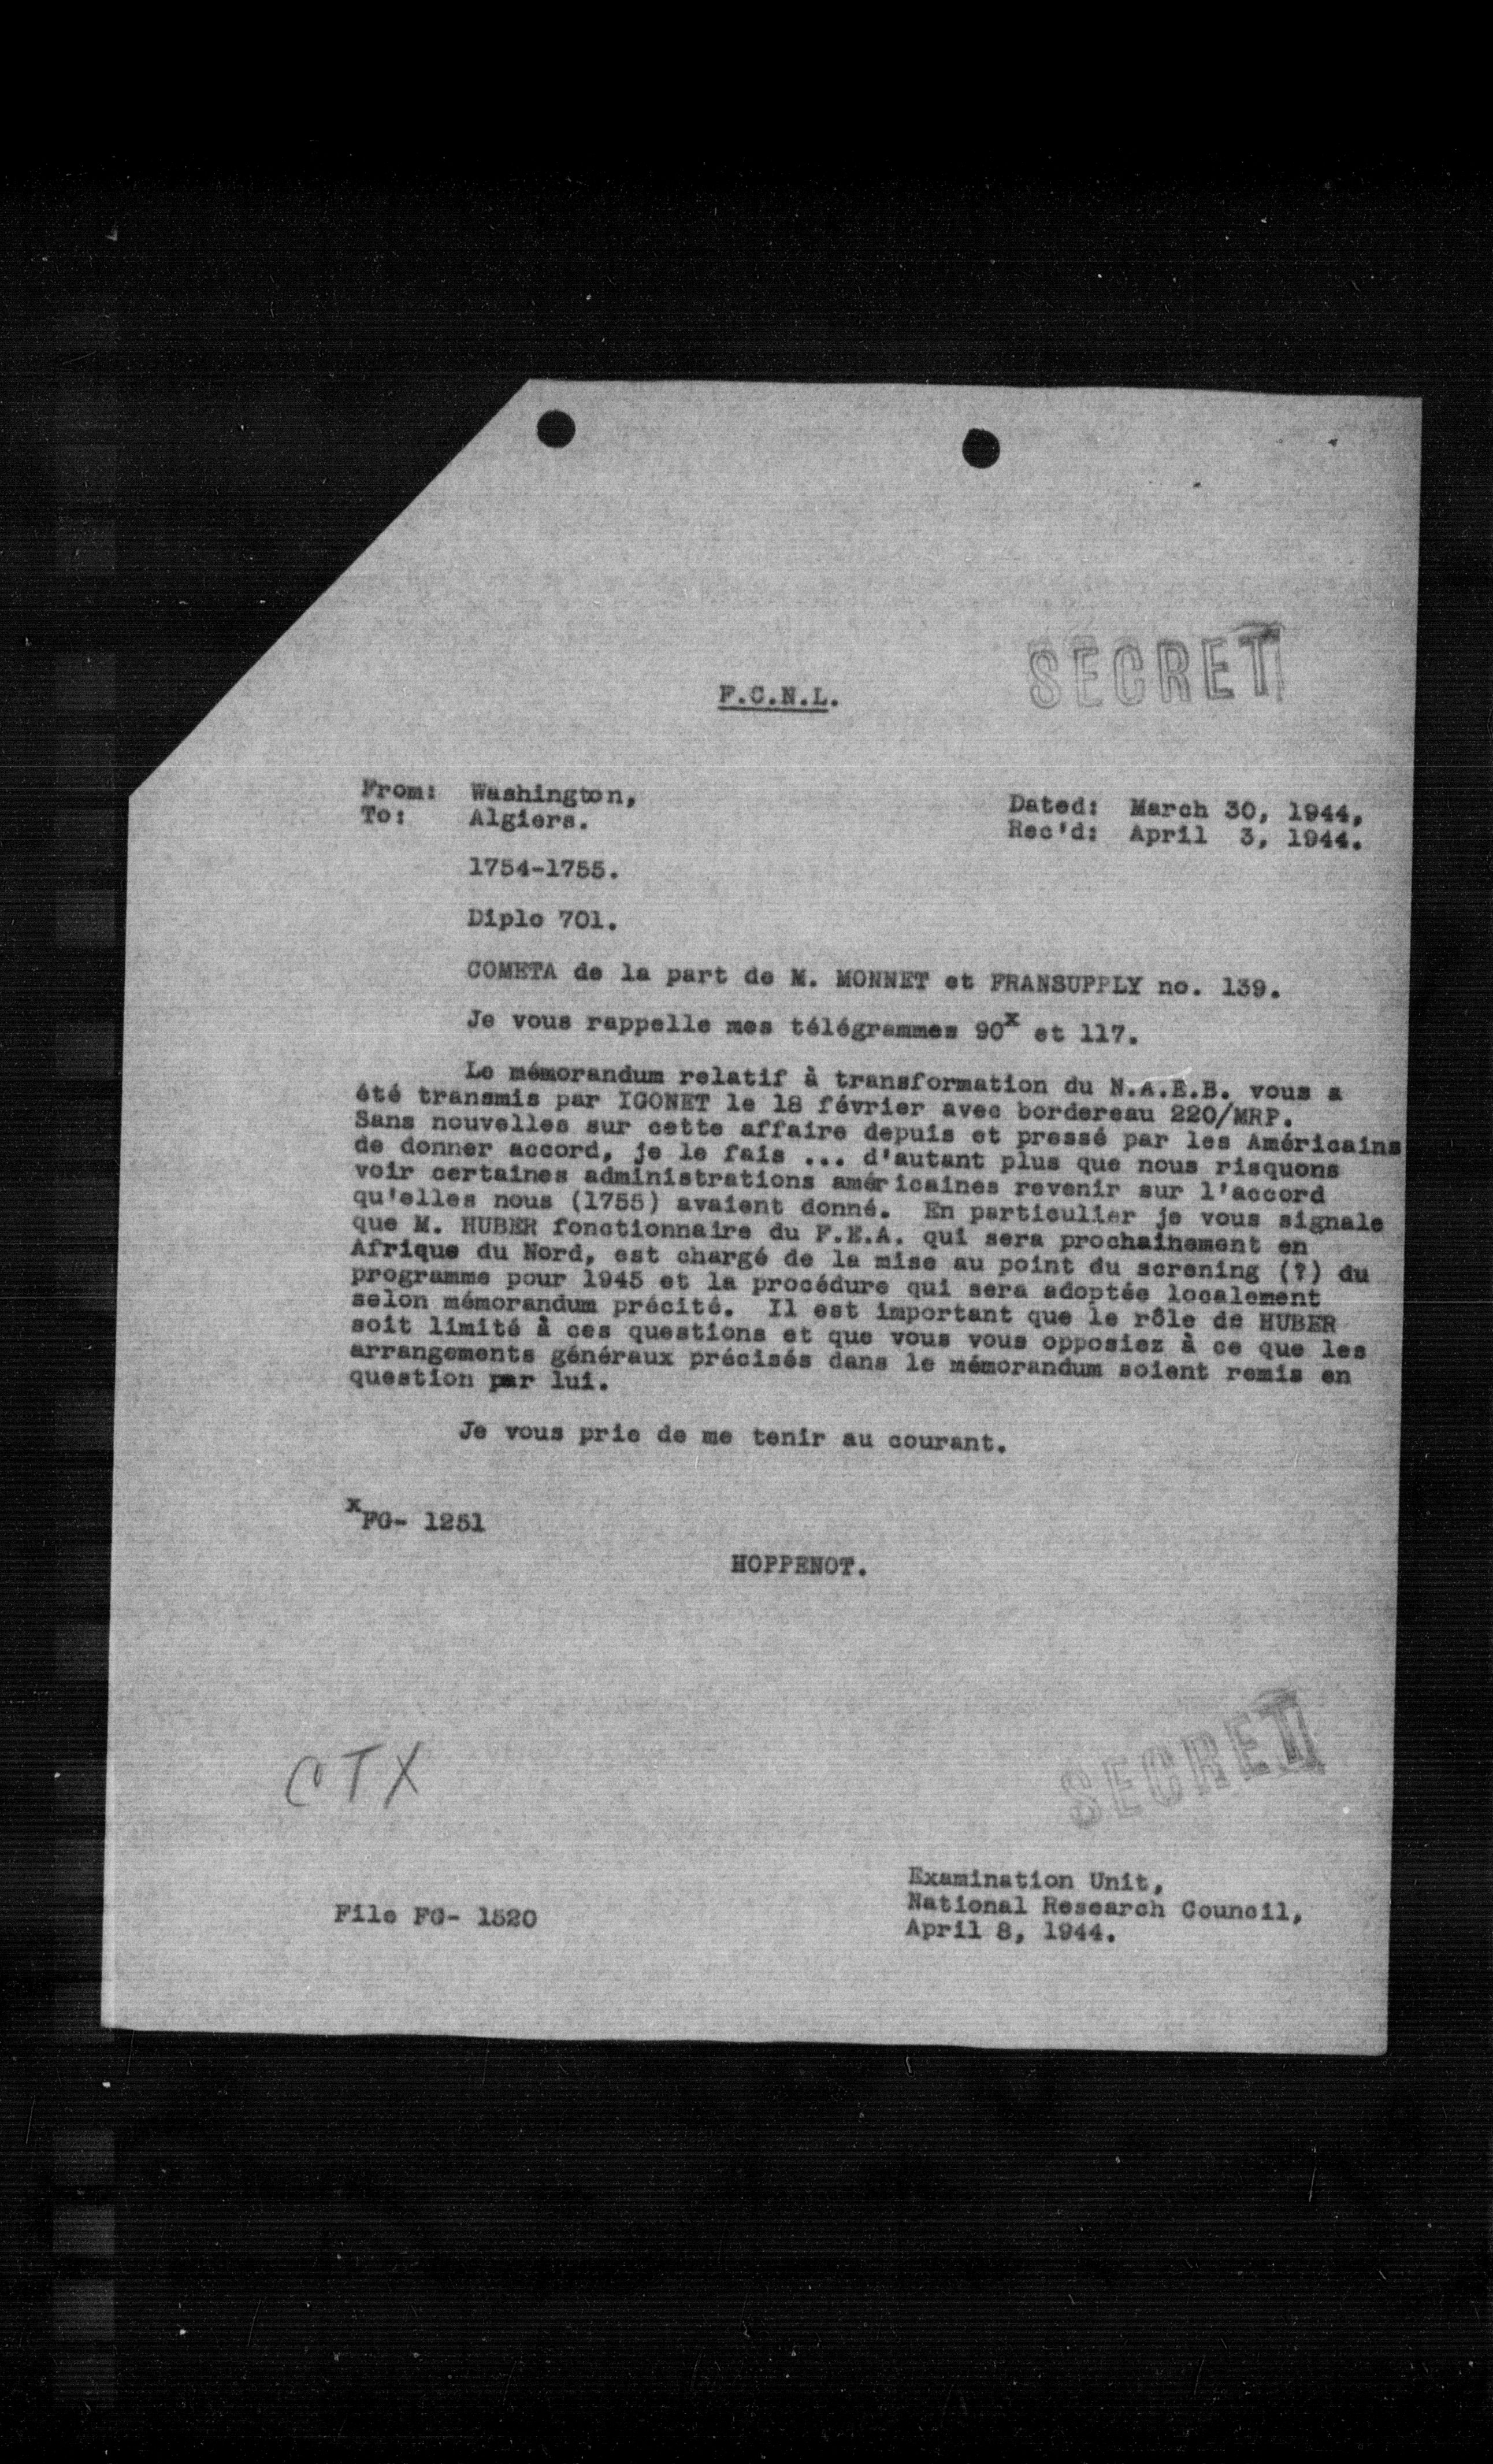 SECRET
F.C.N.L.
From: Washington,
To: Algiers.
Dated: March 30, 1944,
Rec'd: April 3, 1944.
1754-1755.
Diplo 701.
COMETA de la part de M. MONNET et FRANSUPPLY no. 139.
Je vous rappelle mes télégrammes 90x et 117.
Le mémorandum relatif à transformation du N.A.E.B. vous a
été transmis par IGONET le 18 février avec bordereau 220/MRP.
Sans nouvelles sur cette affaire depuis et pressé par les Américains
de donner accord, je le fais ... d'autant plus que nous risquons
voir certaines administrations américaines revenir sur l'accord
qu'elles nous (1755) avaient donné. En particulier je vous signale
que M. HUBER fonctionnaire du F.E.A. qui sera prochainement en
Afrique du Nord, est chargé de la mise au point du screning (?) du
programme pour 1945 et la procédure qui sera adoptée localement
selon mémorandum précité. Il est important que le rôle de HUBER
soit limité à ces questions et que vous vous opposiez à ce que les
arrangements généraux précisés dans le mémorandum soient remis en
question par lui.
Je vous prie de me tenir au courant.
xFG- 1251
HOPPENOT.
CTX
SECRET
File FG- 1520
Examination Unit,
National Research Council,
April 8, 1944.